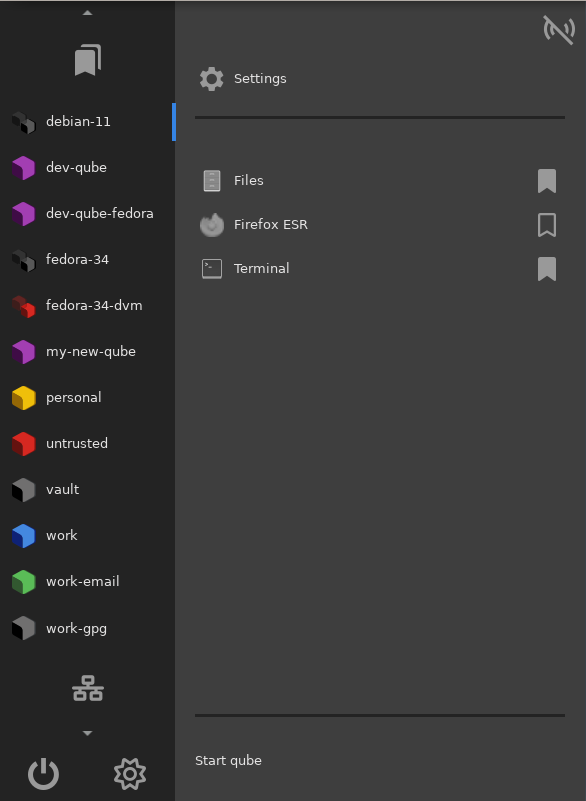 debian-11
dev-qube
dev-qube-fedora
fedora-34
fedora-34-dvm
my-new-qube
personal
untrusted
vault
work
work-email
work-gpg
Settings
Files
Firefox ESR
Terminal
Start qube